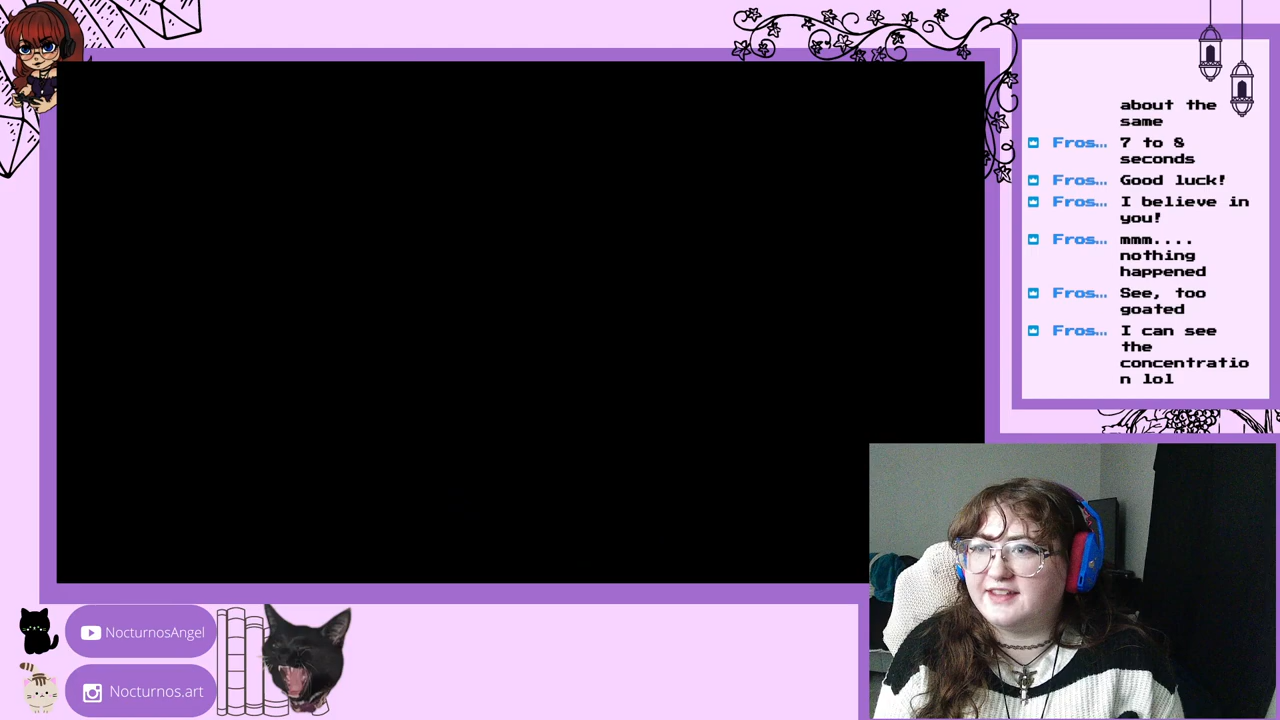 about the
same
Fros… 7 to 8
seconds
Fros… Good luck!
Fros… I believe in
you!
Fros… mmm....
nothing
happened
Fros… See, too
goated
Fros… I can see
the
concentratio
n lol
NocturnosAngel
Nocturnos.art